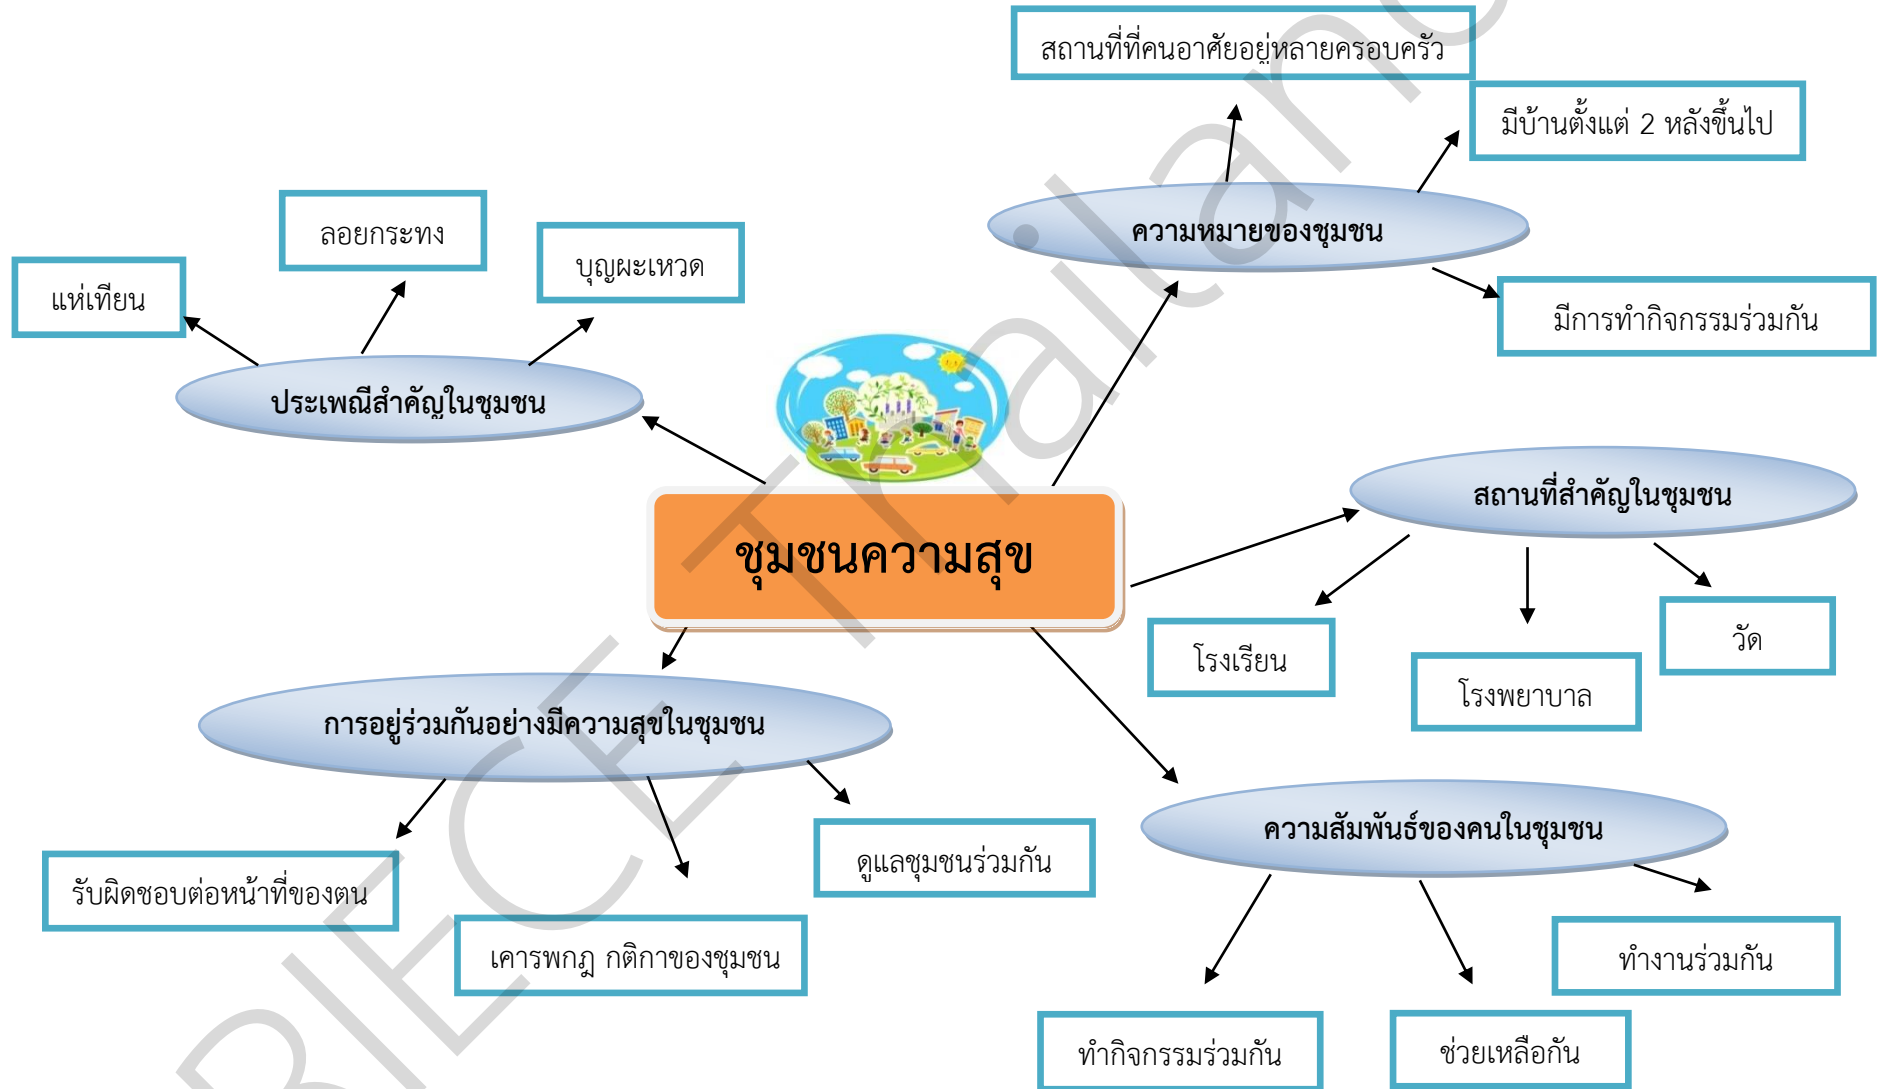 สถานที่ที่คนอาศัยอยู่หลายครอบครัว
มีบ้านตั้งแต่ 2 หลังขึ้นไป
ความหมายของชุมชน
มีการทำกิจกรรมร่วมกัน
ลอยกระทง
บุญผะเหวด
แห่เทียน
ประเพณีสำคัญในชุมชน
สถานที่สำคัญในชุมชน
ชุมชนความสุข
โรงเรียน
โรงพยาบาล
วัด
การอยู่ร่วมกันอย่างมีความสุขในชุมชน
รับผิดชอบต่อหน้าที่ของตน
เคารพกฎ กติกาของชุมชน
ดูแลชุมชนร่วมกัน
ความสัมพันธ์ของคนในชุมชน
ทำกิจกรรมร่วมกัน
ช่วยเหลือกัน
ทำงานร่วมกัน
BIECE Thailand